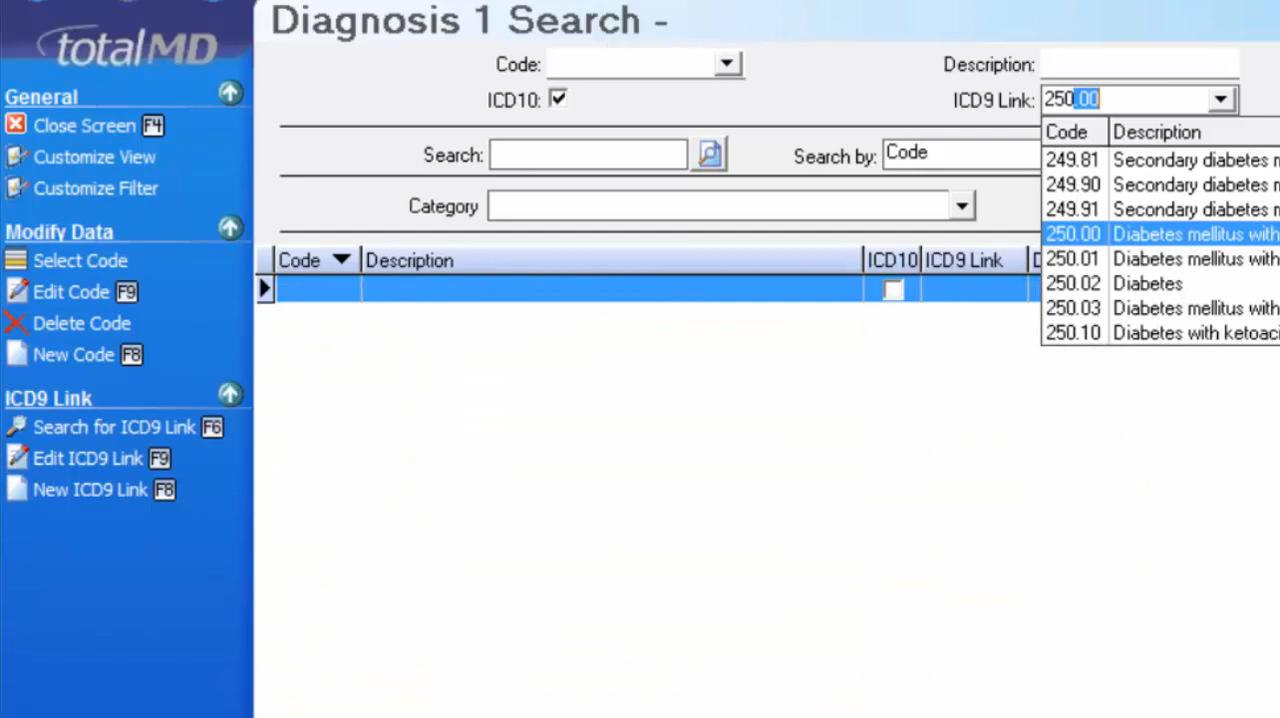 Diagnosis 1 Search -
totalMD
General
Close Screen F4
Customize View
Customize Filter
Modify Data
Select Code
Edit Code F9
Delete Code
New Code F8
ICD9 Link
Search for ICD9 Link F6
Edit ICD9 Link F9
New ICD9 Link F8
Code:
Description:
ICD10:
ICD9 Link: 250.00
Search:
Search by: Code
Category
Code Description
249.81 Secondary diabetes
249.90 Secondary diabetes
249.91 Secondary diabetes
250.00 Diabetes mellitus with
250.01 Diabetes mellitus with
250.02 Diabetes
250.03 Diabetes mellitus with
250.10 Diabetes with ketoaci
Code Description ICD10 ICD9 Link